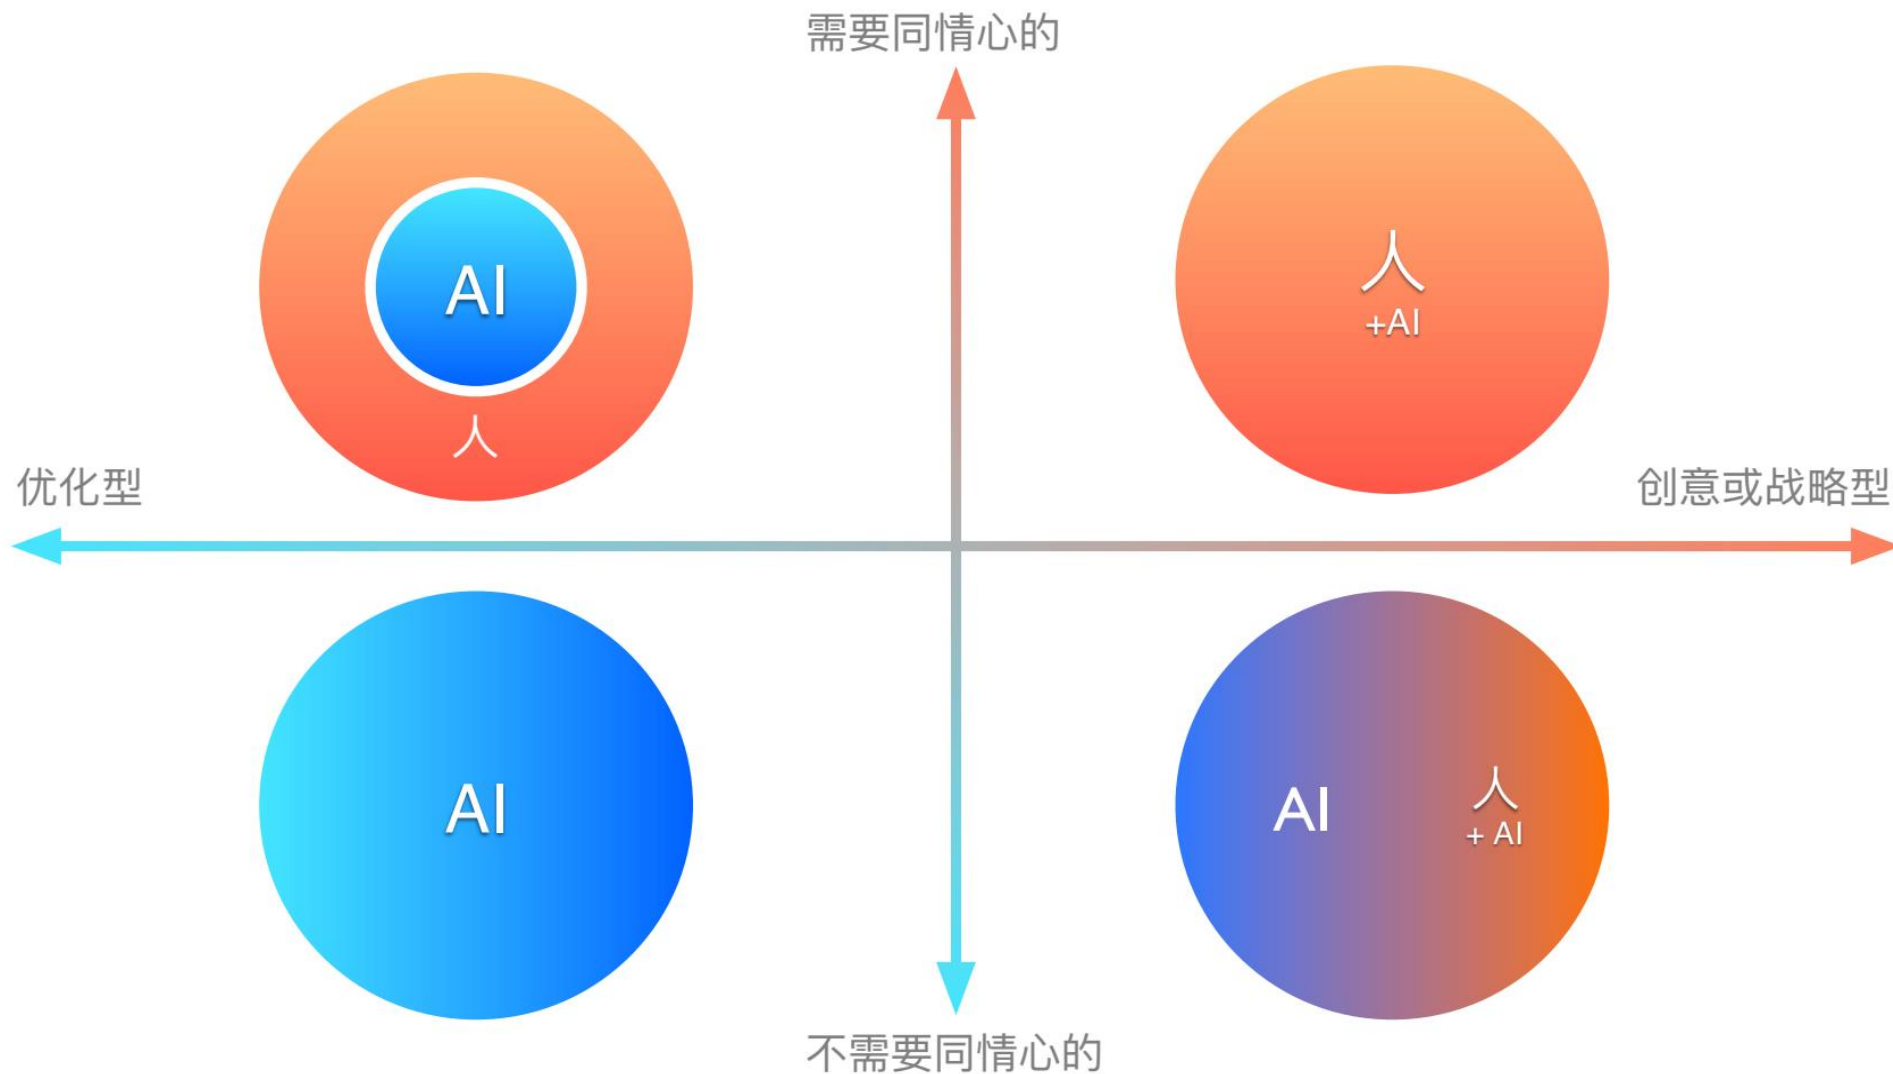 需要同情心的
人
+AI
AI
人
优化型
创意或战略型
AI
AI
人
+ AI
不需要同情心的